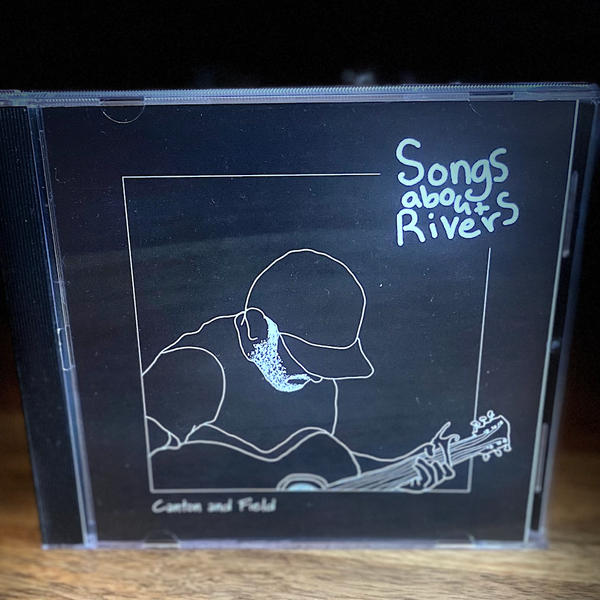 Songs
about
Rivers
Canton and Field